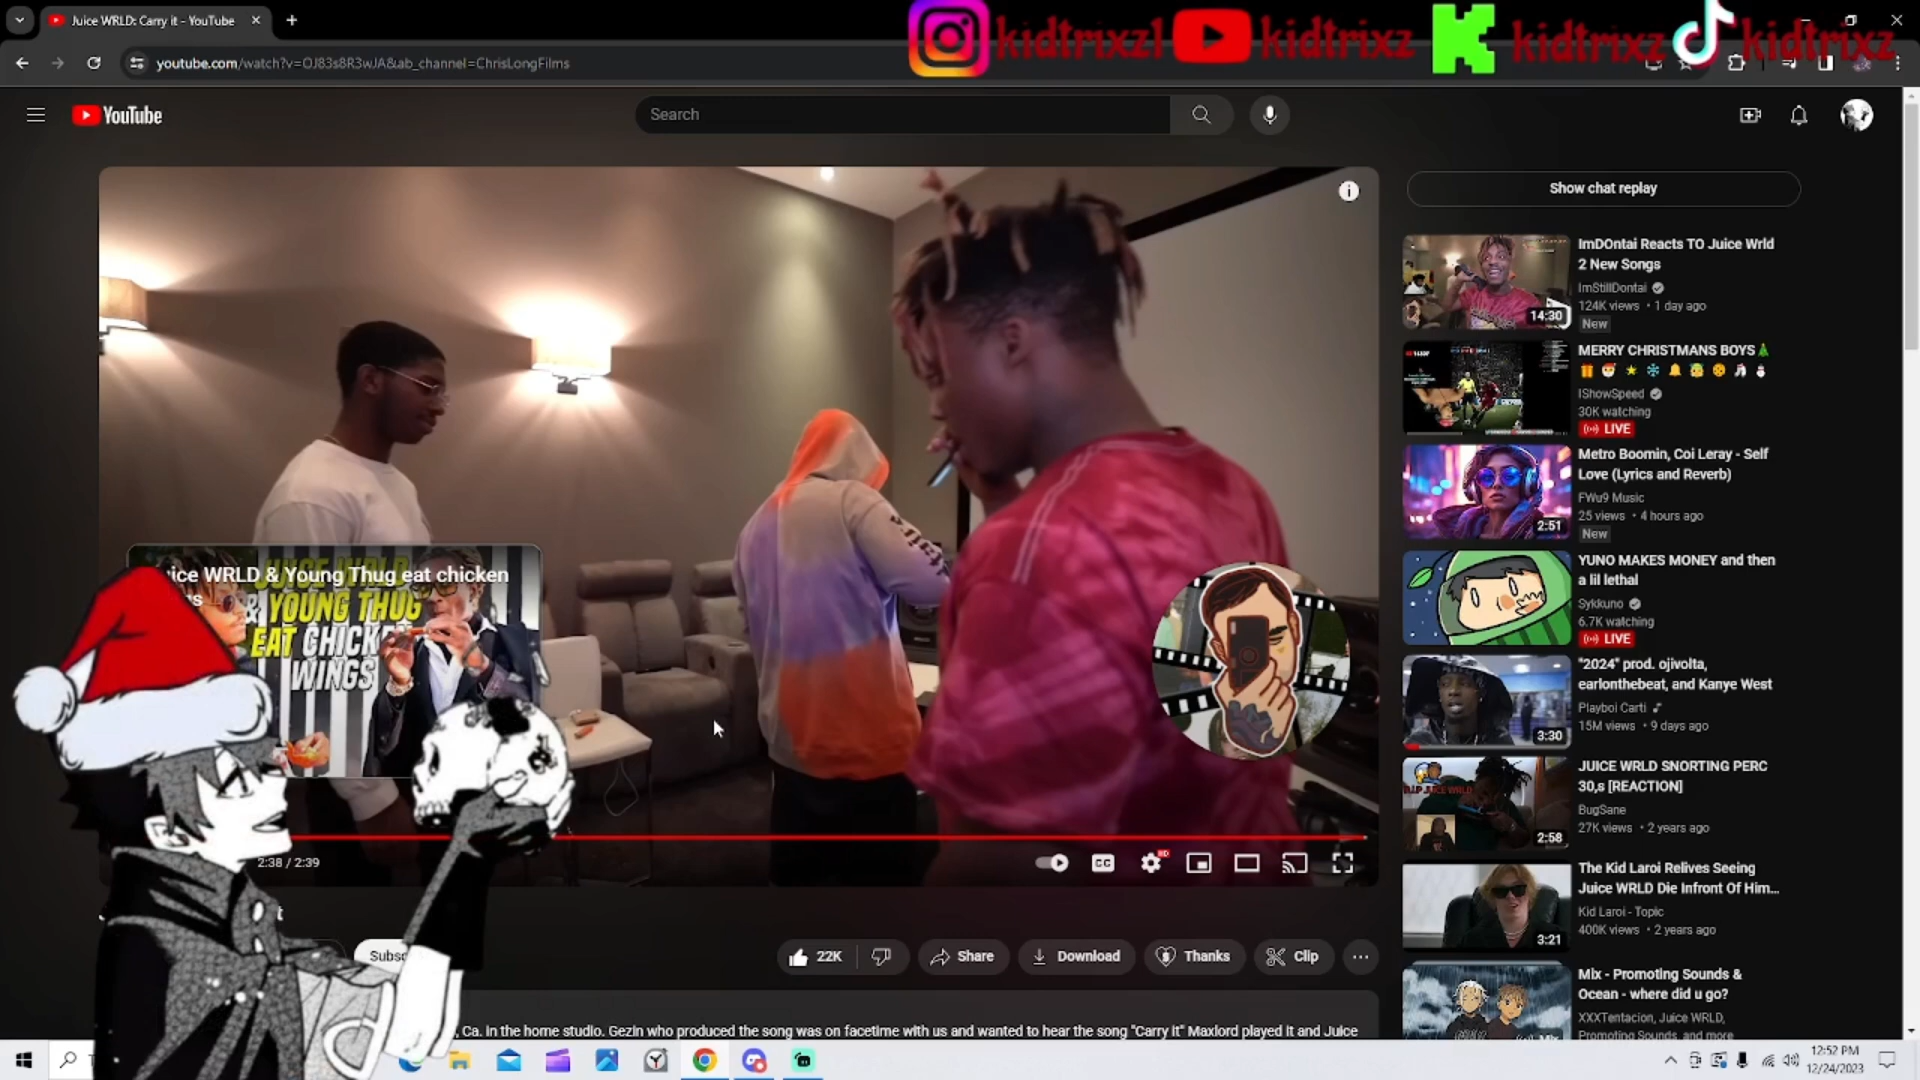 Juice WRLD: Carry it - YouTube
kidtrixz1 kidtrixz kidtrixz kidtrixz
youtube.com/watch?v=OJ83s8R3wJA&ab_channel=ChrisLongFilms
YouTube
Search
Show chat replay
ImDOntai Reacts TO Juice Wrld
2 New Songs
ImStillDontai
124K views • 1 day ago
New
14:30
MERRY CHRISTMANS BOYS
IShowSpeed
30K watching
LIVE
Metro Boomin, Coi Leray - Self
Love (Lyrics and Reverb)
FWu9 Music
25 views • 4 hours ago
New
2:51
YUNO MAKES MONEY and then
a lil lethal
Sykkuno
6.7K watching
LIVE
"2024" prod. ojivolta,
earlonthebeat, and Kanye West
Playboi Carti
15M views • 9 days ago
3:30
JUICE WRLD SNORTING PERC
30,s [REACTION]
BugSane
27K views • 2 years ago
2:58
The Kid Laroi Relives Seeing
Juice WRLD Die Infront Of Him...
Kid Laroi - Topic
400K views • 2 years ago
3:21
Mix - Promoting Sounds &
Ocean - where did u go?
XXXTentacion, Juice WRLD,
Promoting Sounds, and more
Mix
ice WRLD & Young Thug eat chicken
JUICE WRLD
& YOUNG THUG
EAT CHICKEN
WINGS
2:38 / 2:39
CC
HD
Subsc
22K
Share
Download
Thanks
Clip
, Ca. In the home studio. Gezin who produced the song was on facetime with us and wanted to hear the song "Carry it" Maxlord played it and Juice
12:52 PM
12/24/2023